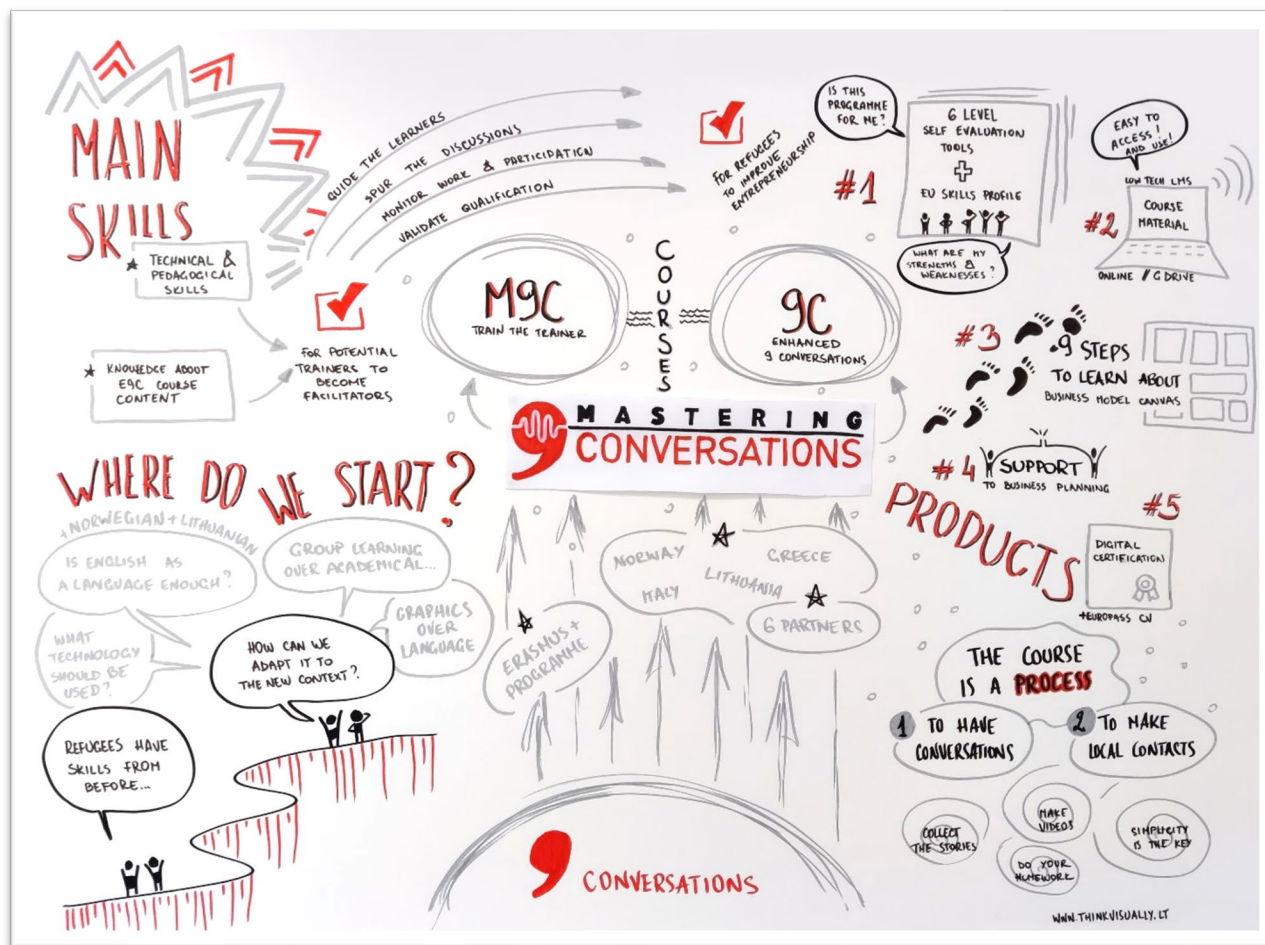 MAIN
SKILLS
★ TECHNICAL &
PEDAGOGICAL
SKILLS
★ KNOWLEDGE ABOUT
E9C COURSE
CONTENT
FOR POTENTIAL
TRAINERS TO
BECOME
FACILITATORS
GUIDE THE LEARNERS
SPUR THE DISCUSSIONS
MONITOR WORK & PARTICIPATION
VALIDATE QUALIFICATION
M9C
TRAIN THE TRAINER
COURSES
9C
ENHANCED
9 CONVERSATIONS
FOR REFUGEES
TO IMPROVE
ENTREPRENEURSHIP
#1
IS THIS
PROGRAMME
FOR ME?
6 LEVEL
SELF EVALUATION
TOOLS
+
EU SKILLS PROFILE
WHAT ARE MY
STRENGTHS &
WEAKNESSES?
#2
EASY TO
ACCESS!
AND USE!
LOW TECH LMS
COURSE
MATERIAL
ONLINE // G DRIVE
#3
9 STEPS
TO LEARN ABOUT
BUSINESS MODEL CANVAS
#4
SUPPORT
TO BUSINESS PLANNING
#5
DIGITAL
CERTIFICATION
+EUROPASS CV
PRODUCTS
9 MASTERING
CONVERSATIONS
WHERE DO WE START?
+ NORWEGIAN + LITHUANIAN
IS ENGLISH AS
A LANGUAGE ENOUGH?
GROUP LEARNING
OVER ACADEMICAL...
WHAT
TECHNOLOGY
SHOULD BE
USED?
GRAPHICS
OVER
LANGUAGE
HOW CAN WE
ADAPT IT TO
THE NEW CONTEXT?
REFUGEES HAVE
SKILLS FROM
BEFORE...
ERASMUS+
PROGRAMME
NORWAY
GREECE
LITHUANIA
ITALY
6 PARTNERS
9 CONVERSATIONS
THE COURSE
IS A PROCESS
1 TO HAVE
CONVERSATIONS
2 TO MAKE
LOCAL CONTACTS
COLLECT
THE STORIES
MAKE
VIDEOS
DO YOUR
HOMEWORK
SIMPLICITY
IS THE KEY
WWW.THINKVISUALLY.LT